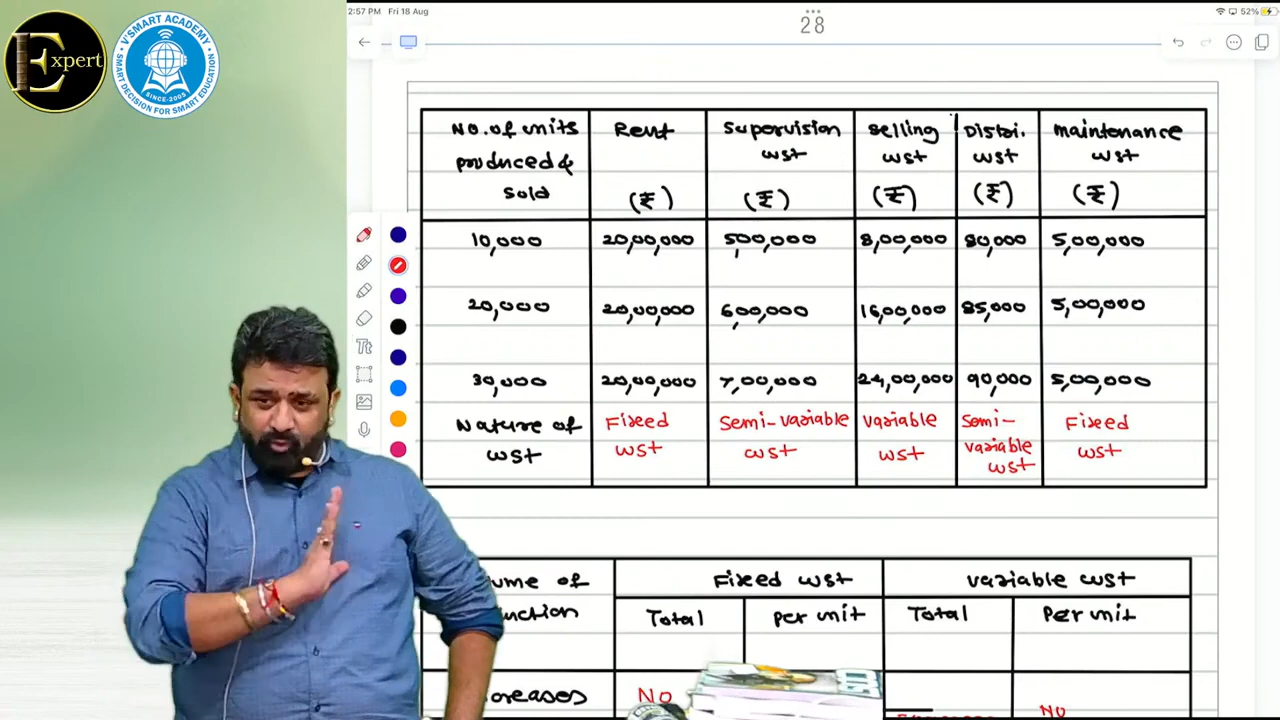 Expert
V'SMART ACADEMY
SMART DECISION FOR SMART EDUCATION
SINCE-2005
2:57 PM Fri 18 Aug
52%
28
No. of units produced & sold
Rent (₹)
Supervision cost (₹)
Selling cost (₹)
Distri. cost (₹)
Maintenance cost (₹)
10,000 20,00,000 500,000 8,00,000 80,000 5,00,000
20,000 20,00,000 600,000 16,00,000 85,000 5,00,000
30,000 20,00,000 7,00,000 24,00,000 90,000 5,00,000
Nature of cost
Fixed cost
Semi-variable cost
variable cost
Semi-variable cost
Fixed cost
Tt
Fixed cost variable cost
Total per unit Total Per unit
No
No